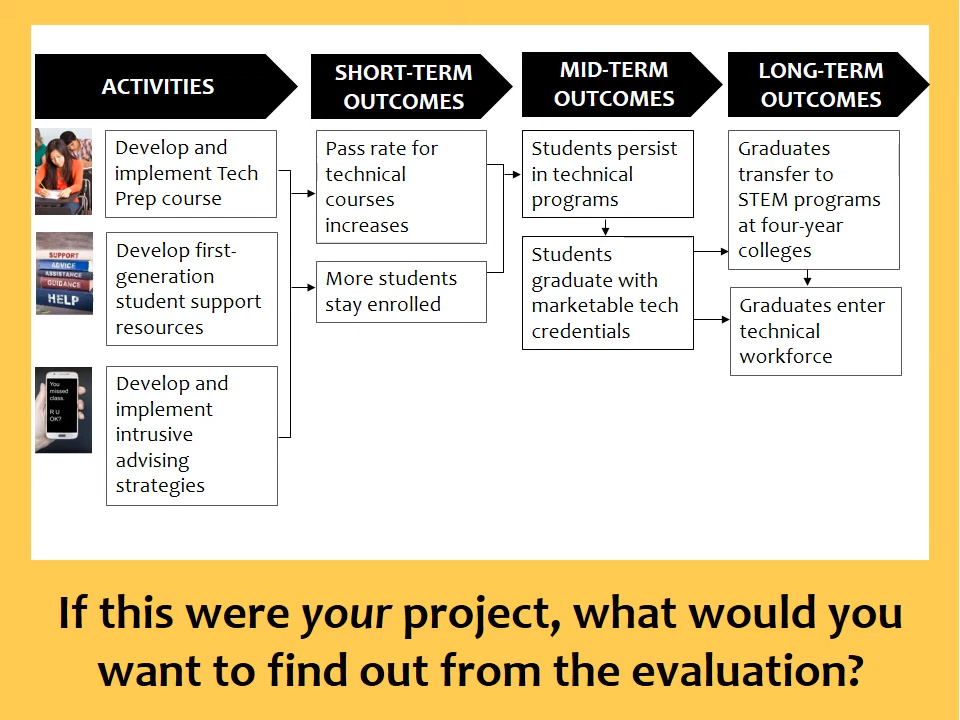 ACTIVITIES
SHORT-TERM
OUTCOMES
MID-TERM
OUTCOMES
LONG-TERM
OUTCOMES
Develop and
implement Tech
Prep course
SUPPORT
ADVICE
ASSISTANCE
GUIDANCE
HELP
Develop first-
generation
student support
resources
You
missed
class.
R U
OK?
Develop and
implement
intrusive
advising
strategies
Pass rate for
technical
courses
increases
More students
stay enrolled
Students persist
in technical
programs
Students
graduate with
marketable tech
credentials
Graduates
transfer to
STEM programs
at four-year
colleges
Graduates enter
technical
workforce
If this were your project, what would you
want to find out from the evaluation?